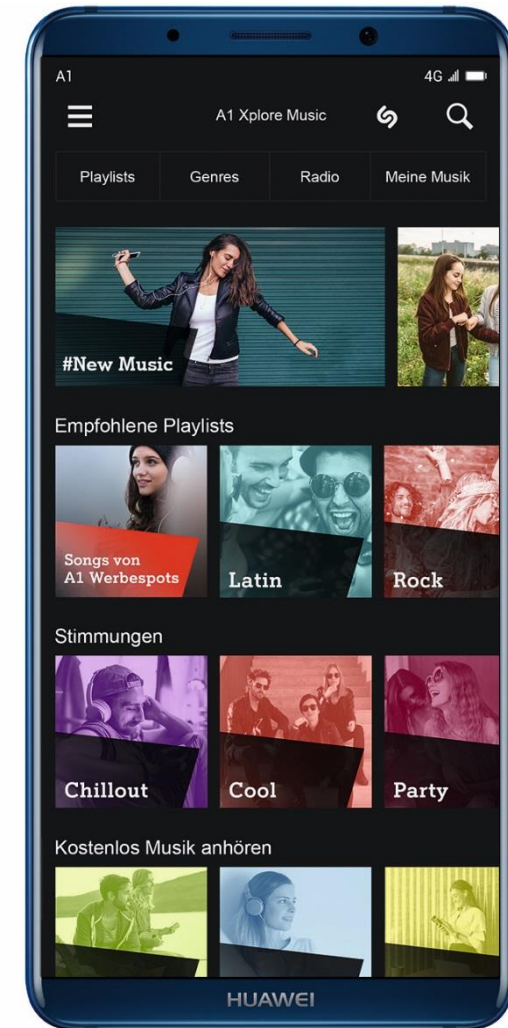 A1
4G
A1 Xplore Music
Playlists Genres Radio Meine Musik
#New Music
Empfohlene Playlists
Songs von
A1 Werbespots
Latin
Rock
Stimmungen
Chillout
Cool
Party
Kostenlos Musik anhören
HUAWEI